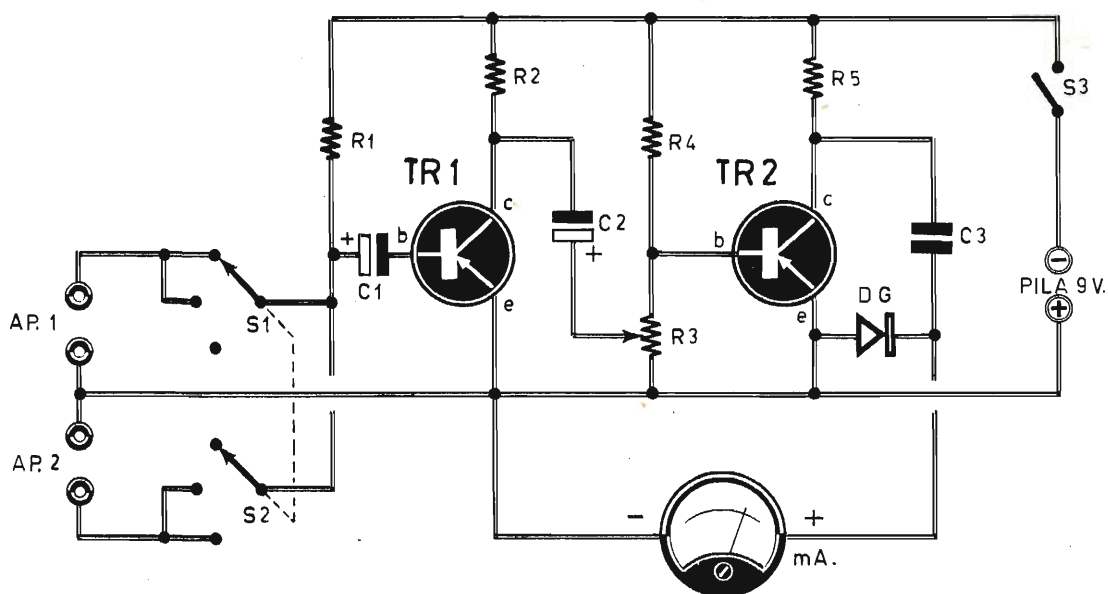 R2
R5
S3
R1
R4
TR1
TR2
c
c
+
b
C1
C2
+
b
C3
−
PILA 9V.
+
AP.1
S1
e
e
DG
R3
AP.2
S2
−
+
mA.